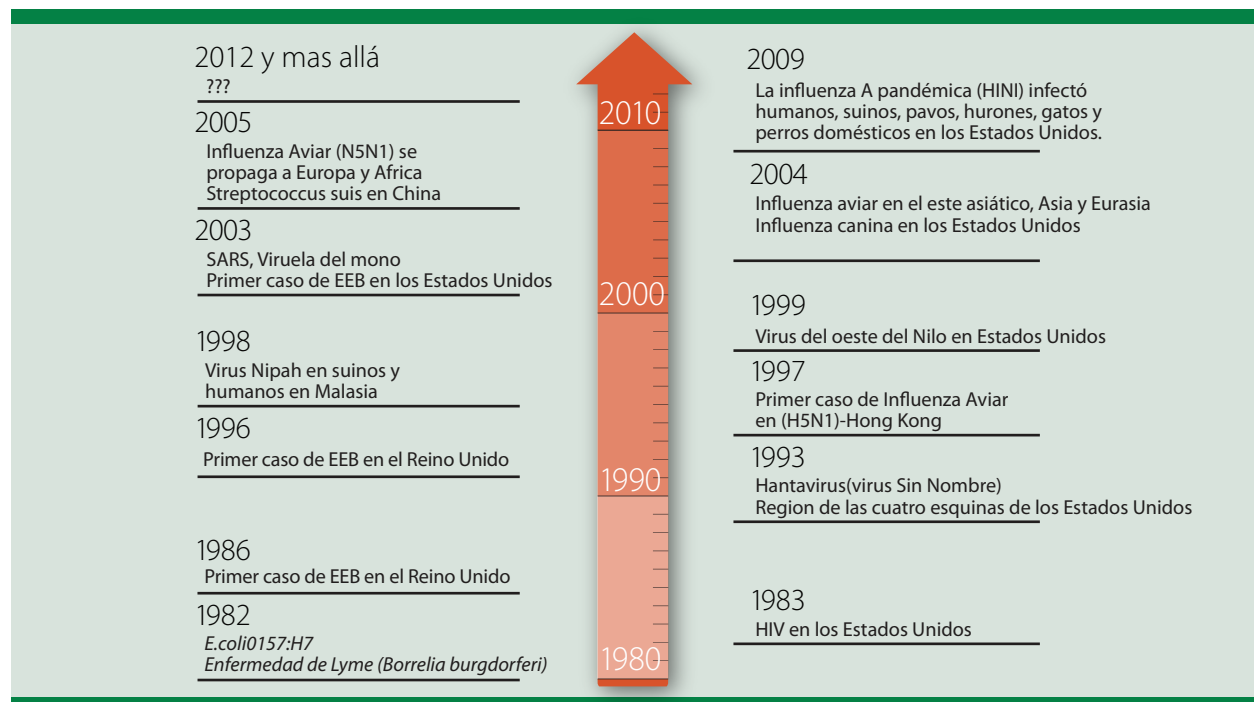 2012 y mas allá
???
2005
Influenza Aviar (N5N1) se
propaga a Europa y Africa
Streptococcus suis en China
2003
SARS, Viruela del mono
Primer caso de EEB en los Estados Unidos
1998
Virus Nipah en suinos y
humanos en Malasia
1996
Primer caso de EEB en el Reino Unido
1986
Primer caso de EEB en el Reino Unido
1982
E.coli0157:H7
Enfermedad de Lyme (Borrelia burgdorferi)
2010
2000
1990
1980
2009
La influenza A pandémica (HINI) infectó
humanos, suinos, pavos, hurones, gatos y
perros domésticos en los Estados Unidos.
2004
Influenza aviar en el este asiático, Asia y Eurasia
Influenza canina en los Estados Unidos
1999
Virus del oeste del Nilo en Estados Unidos
1997
Primer caso de Influenza Aviar
en (H5N1)-Hong Kong
1993
Hantavirus(virus Sin Nombre)
Region de las cuatro esquinas de los Estados Unidos
1983
HIV en los Estados Unidos